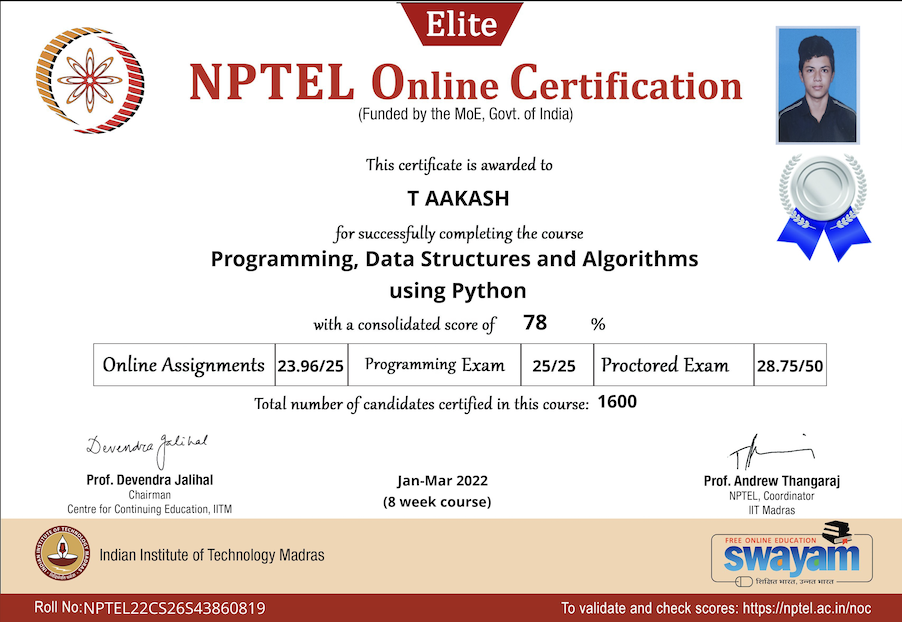 Elite
NPTEL Online Certification
(Funded by the MoE, Govt. of India)
This certificate is awarded to
T AAKASH
for successfully completing the course
Programming, Data Structures and Algorithms
using Python
with a consolidated score of 78 %
Online Assignments 23.96/25 Programming Exam 25/25 Proctored Exam 28.75/50
Total number of candidates certified in this course: 1600
Devendra Jalihal
Prof. Devendra Jalihal
Chairman
Centre for Continuing Education, IITM
Jan-Mar 2022
(8 week course)
Prof. Andrew Thangaraj
NPTEL, Coordinator
IIT Madras
INDIAN INSTITUTE OF TECHNOLOGY MADRAS
Indian Institute of Technology Madras
FREE ONLINE EDUCATION
swayam
शिक्षित भारत, उन्नत भारत
Roll No:NPTEL22CS26S43860819
To validate and check scores: https://nptel.ac.in/noc